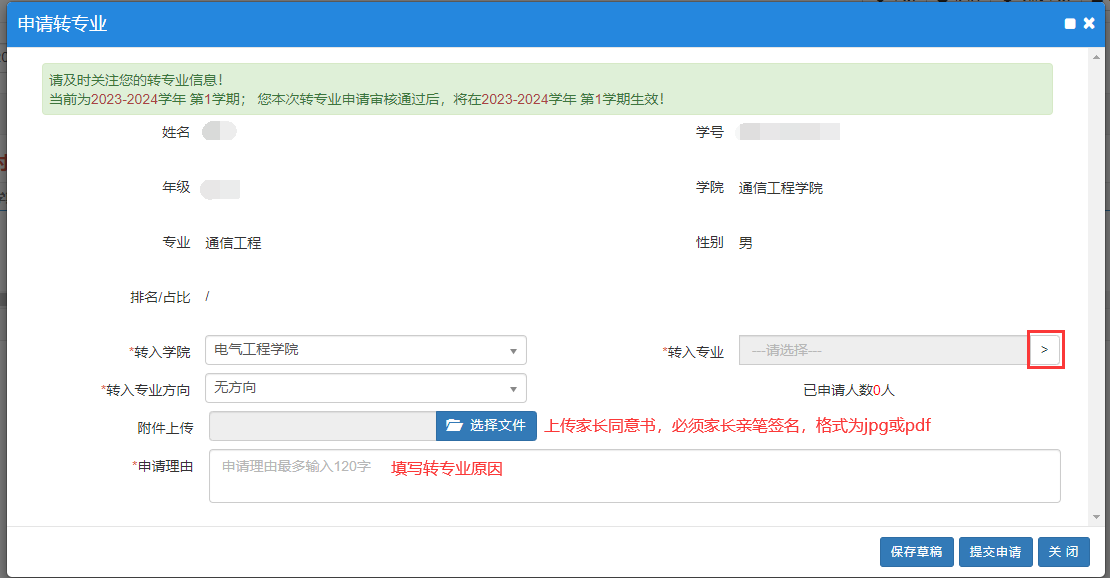 申请转专业
请及时关注您的转专业信息！
当前为2023-2024学年 第1学期； 您本次转专业申请审核通过后，将在2023-2024学年 第1学期生效！
姓名
学号
年级
学院 通信工程学院
专业 通信工程
性别 男
排名/占比 /
*转入学院 电气工程学院
*转入专业 ---请选择--- >
*转入专业方向 无方向
已申请人数0人
附件上传 选择文件 上传家长同意书，必须家长亲笔签名，格式为jpg或pdf
*申请理由 申请理由最多输入120字 填写转专业原因
保存草稿 提交申请 关 闭